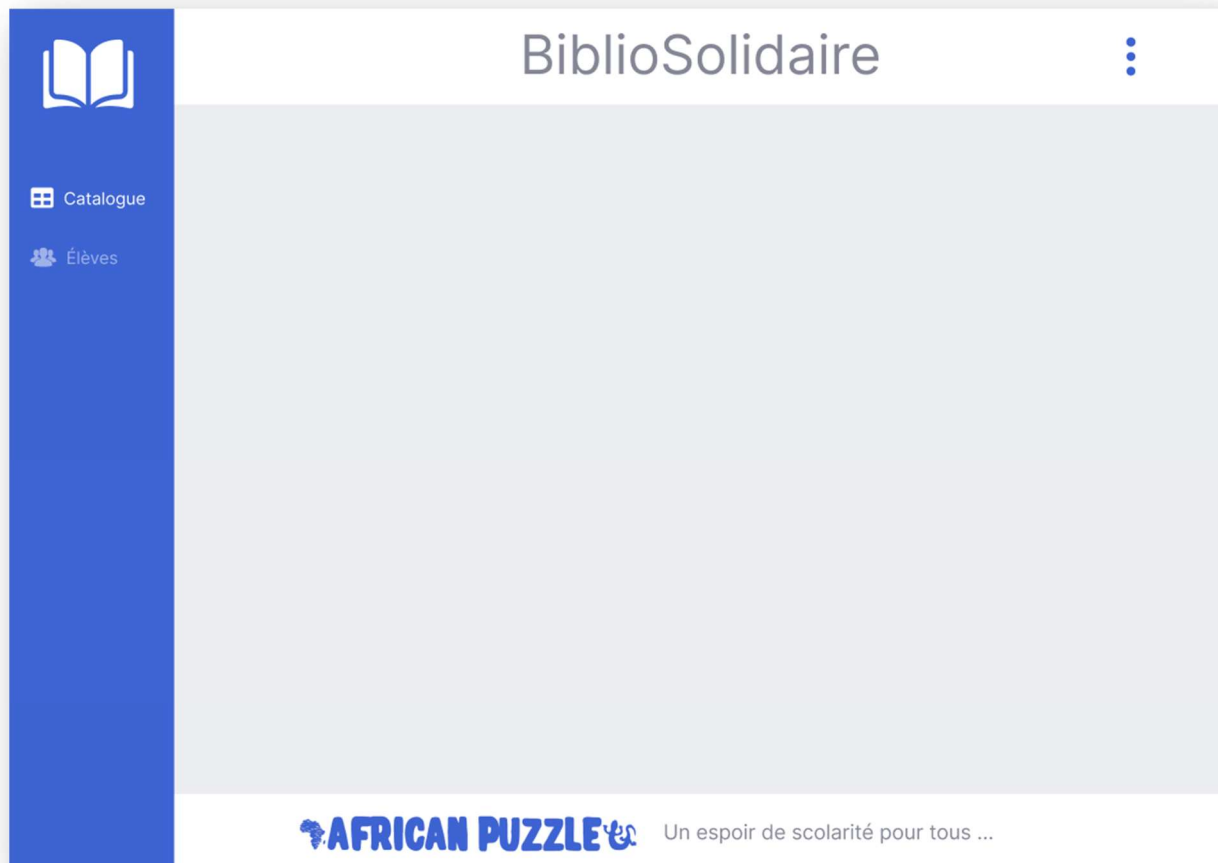 BiblioSolidaire
Catalogue
Élèves
AFRICAN PUZZLE
Un espoir de scolarité pour tous ...